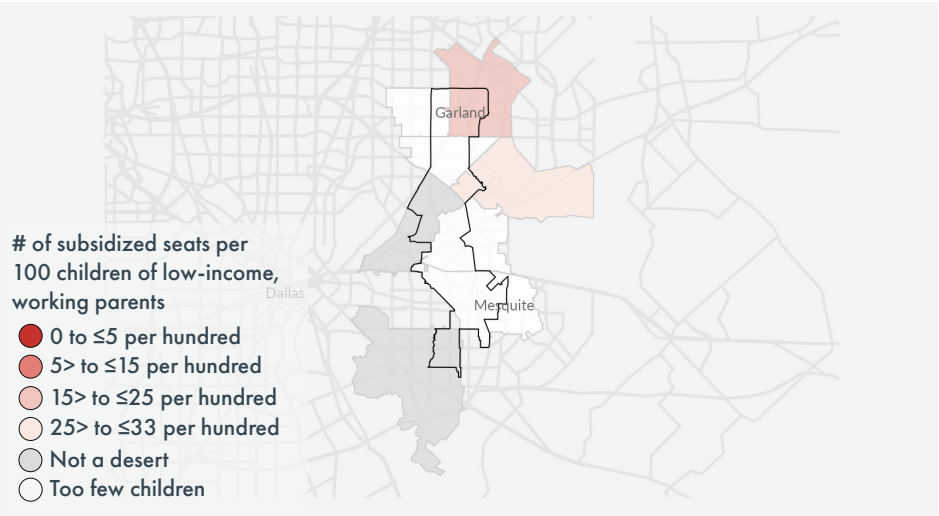 Garland
# of subsidized seats per
100 children of low-income,
working parents
Dallas
Mesquite
0 to ≤5 per hundred
5> to ≤15 per hundred
15> to ≤25 per hundred
25> to ≤33 per hundred
Not a desert
Too few children